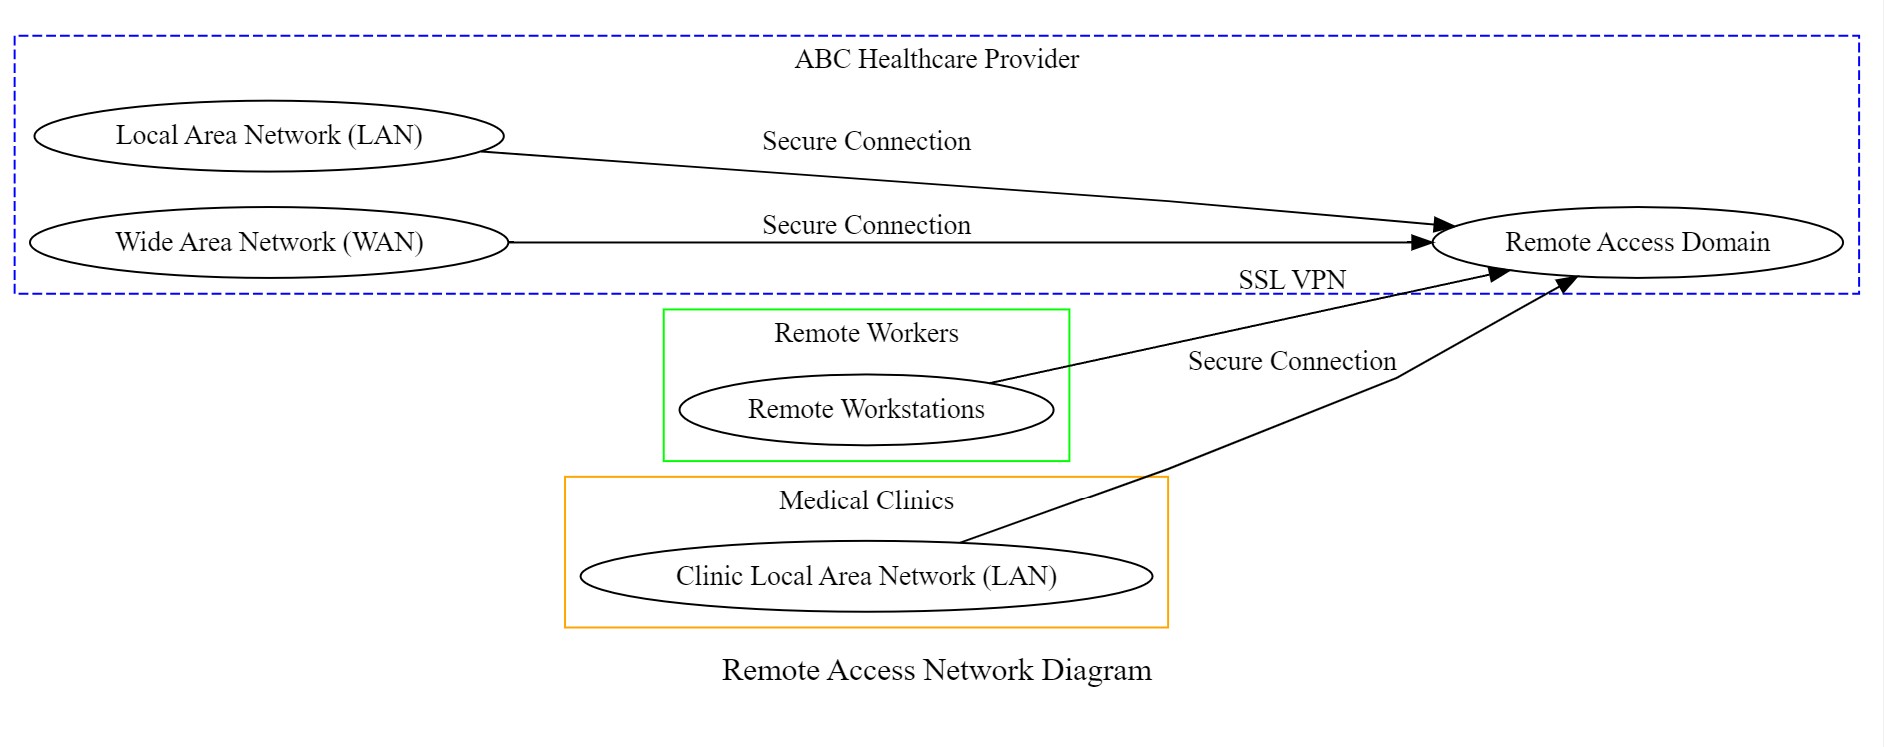 ABC Healthcare Provider
Local Area Network (LAN)
Secure Connection
Wide Area Network (WAN)
Secure Connection
Remote Access Domain
SSL VPN
Remote Workers
Secure Connection
Remote Workstations
Medical Clinics
Clinic Local Area Network (LAN)
Remote Access Network Diagram